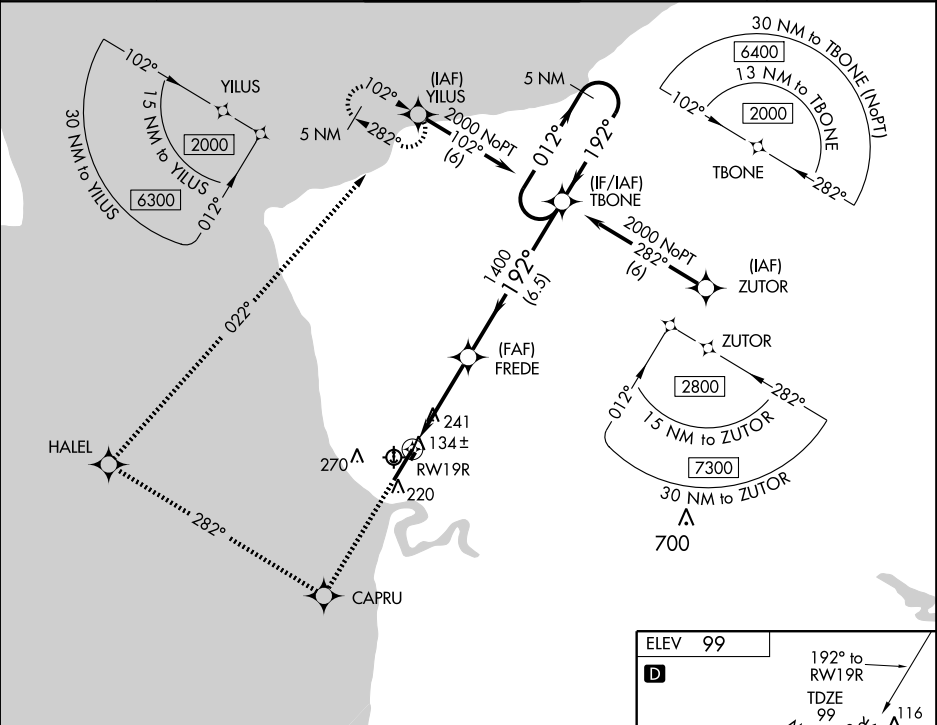 102°
YILUS
15 NM to YILUS
2000
30 NM to YILUS
6300
012°
(IAF)
YILUS
102°
5 NM
282°
2000 NoPT
102°
(6)
5 NM
012°
192°
(IF/IAF)
TBONE
30 NM to TBONE (NoPT)
6400
13 NM to TBONE
102°
2000
TBONE
282°
2000 NoPT
282°
(6)
(IAF)
ZUTOR
1400
192°
(6.5)
022°
(FAF)
FREDE
ZUTOR
012°
2800
282°
15 NM to ZUTOR
7300
30 NM to ZUTOR
700
HALEL
241
134±
270
RW19R
220
282°
CAPRU
ELEV 99
D
192° to
RW19R
TDZE
99
116